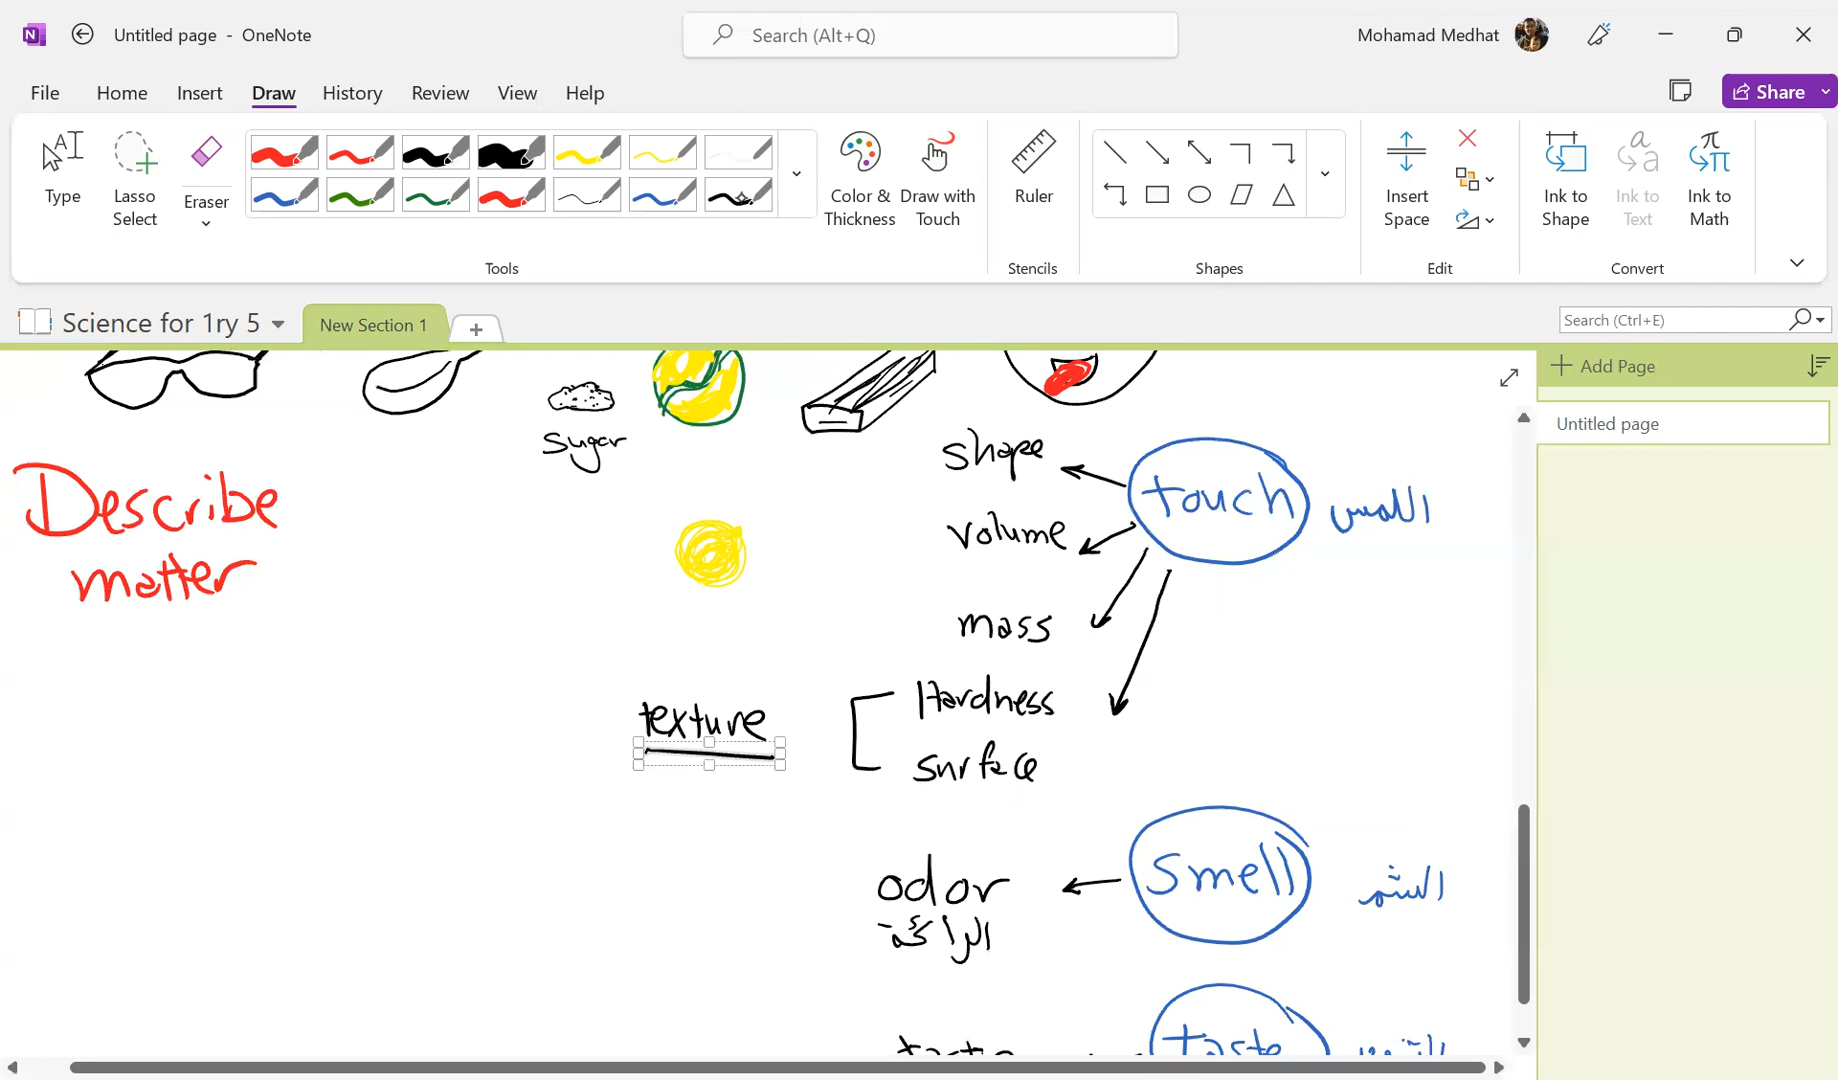 Untitled page - OneNote
Search (Alt+Q)
Mohamad Medhat
File Home Insert Draw History Review View Help
Share
Type
Lasso Select
Eraser
Color & Thickness
Draw with Touch
Ruler
Insert Space
Ink to Shape
Ink to Text
Ink to Math
Tools
Stencils
Shapes
Edit
Convert
Science for 1ry 5
New Section 1
Search (Ctrl+E)
Add Page
Untitled page
sugar
Describe
matter
shape
touch
اللمس
volume
mass
Hardness
texture
surface
smell
الشم
odor
الرائحة
taste
taste